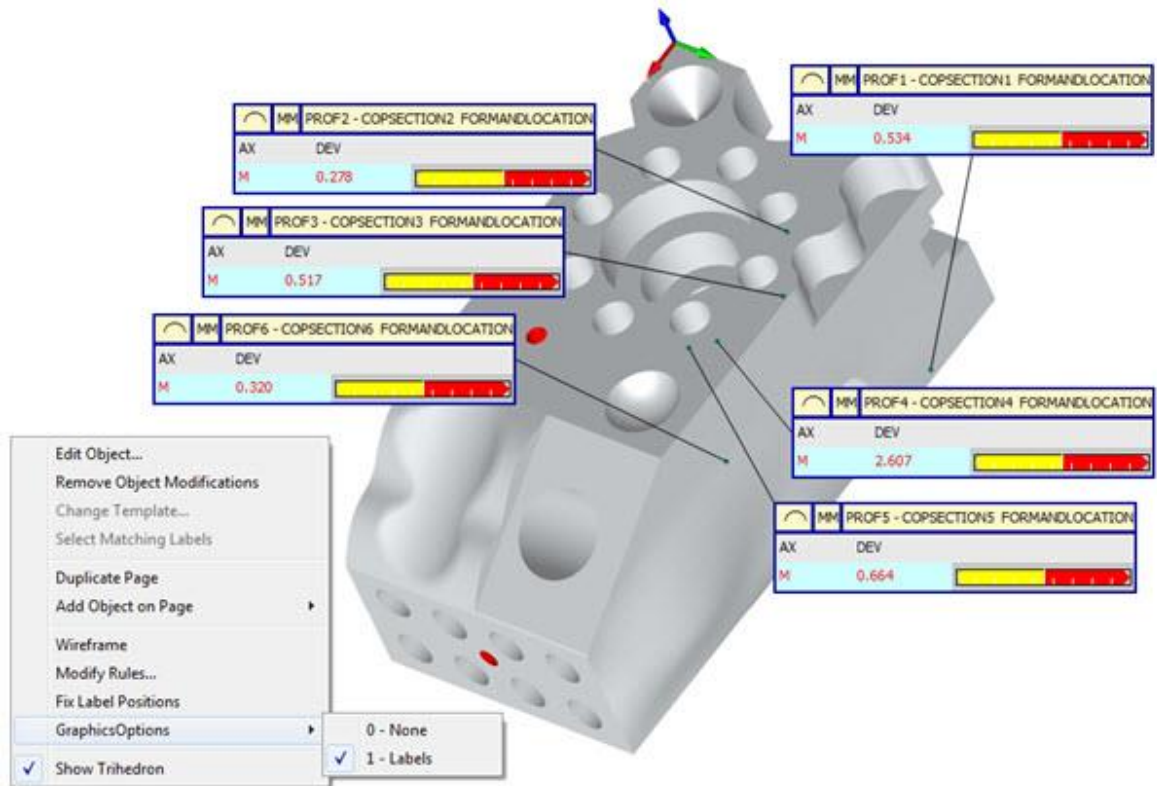 MM PROF1 - COPSECTION1 FORMANDLOCATION
AX DEV
M 0.534
MM PROF2 - COPSECTION2 FORMANDLOCATION
AX DEV
M 0.278
MM PROF3 - COPSECTION3 FORMANDLOCATION
AX DEV
M 0.517
MM PROF6 - COPSECTION6 FORMANDLOCATION
AX DEV
M 0.320
MM PROF4 - COPSECTION4 FORMANDLOCATION
AX DEV
M 2.607
MM PROF5 - COPSECTION5 FORMANDLOCATION
AX DEV
M 0.664
Edit Object...
Remove Object Modifications
Change Template...
Select Matching Labels
Duplicate Page
Add Object on Page
Wireframe
Modify Rules...
Fix Label Positions
GraphicsOptions
0 - None
1 - Labels
Show Trihedron